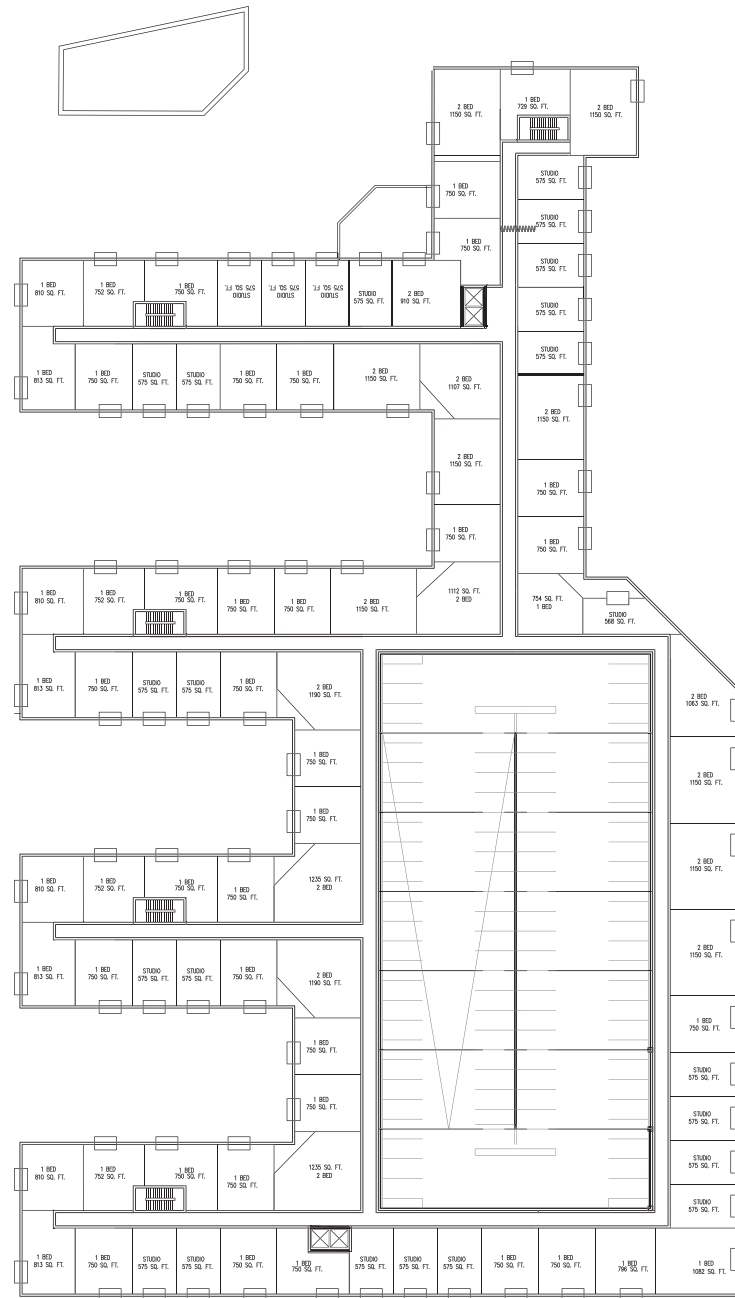 2 BED
1150 SQ. FT.
1 BED
729 SQ. FT.
2 BED
1150 SQ. FT.
1 BED
750 SQ. FT.
STUDIO
575 SQ. FT.
STUDIO
575 SQ. FT.
1 BED
750 SQ. FT.
STUDIO
575 SQ. FT.
1 BED
810 SQ. FT.
1 BED
752 SQ. FT.
1 BED
750 SQ. FT.
STUDIO
575 SQ. FT.
STUDIO
575 SQ. FT.
STUDIO
575 SQ. FT.
STUDIO
575 SQ. FT.
2 BED
910 SQ. FT.
STUDIO
575 SQ. FT.
STUDIO
575 SQ. FT.
1 BED
813 SQ. FT.
1 BED
750 SQ. FT.
STUDIO
575 SQ. FT.
STUDIO
575 SQ. FT.
1 BED
750 SQ. FT.
1 BED
750 SQ. FT.
2 BED
1150 SQ. FT.
2 BED
1107 SQ. FT.
2 BED
1150 SQ. FT.
2 BED
1150 SQ. FT.
1 BED
750 SQ. FT.
1 BED
750 SQ. FT.
1 BED
750 SQ. FT.
1 BED
810 SQ. FT.
1 BED
752 SQ. FT.
1 BED
750 SQ. FT.
1 BED
750 SQ. FT.
1 BED
750 SQ. FT.
2 BED
1150 SQ. FT.
1112 SQ. FT.
2 BED
754 SQ. FT.
1 BED
STUDIO
568 SQ. FT.
1 BED
813 SQ. FT.
1 BED
750 SQ. FT.
STUDIO
575 SQ. FT.
STUDIO
575 SQ. FT.
1 BED
750 SQ. FT.
2 BED
1190 SQ. FT.
2 BED
1063 SQ. FT.
1 BED
750 SQ. FT.
2 BED
1150 SQ. FT.
1 BED
750 SQ. FT.
2 BED
1150 SQ. FT.
1 BED
810 SQ. FT.
1 BED
752 SQ. FT.
1 BED
750 SQ. FT.
1 BED
750 SQ. FT.
1235 SQ. FT.
2 BED
2 BED
1150 SQ. FT.
1 BED
813 SQ. FT.
1 BED
750 SQ. FT.
STUDIO
575 SQ. FT.
STUDIO
575 SQ. FT.
1 BED
750 SQ. FT.
2 BED
1190 SQ. FT.
1 BED
750 SQ. FT.
1 BED
750 SQ. FT.
STUDIO
575 SQ. FT.
1 BED
750 SQ. FT.
STUDIO
575 SQ. FT.
1 BED
810 SQ. FT.
1 BED
752 SQ. FT.
1 BED
750 SQ. FT.
1 BED
750 SQ. FT.
1235 SQ. FT.
2 BED
STUDIO
575 SQ. FT.
STUDIO
575 SQ. FT.
1 BED
813 SQ. FT.
1 BED
750 SQ. FT.
STUDIO
575 SQ. FT.
STUDIO
575 SQ. FT.
1 BED
750 SQ. FT.
1 BED
750 SQ. FT.
STUDIO
575 SQ. FT.
STUDIO
575 SQ. FT.
STUDIO
575 SQ. FT.
1 BED
750 SQ. FT.
1 BED
750 SQ. FT.
1 BED
796 SQ. FT.
1 BED
1082 SQ. FT.